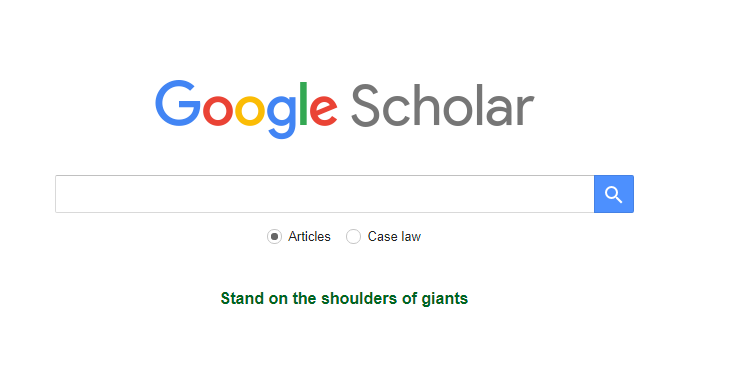 Google Scholar
Articles Case law
Stand on the shoulders of giants